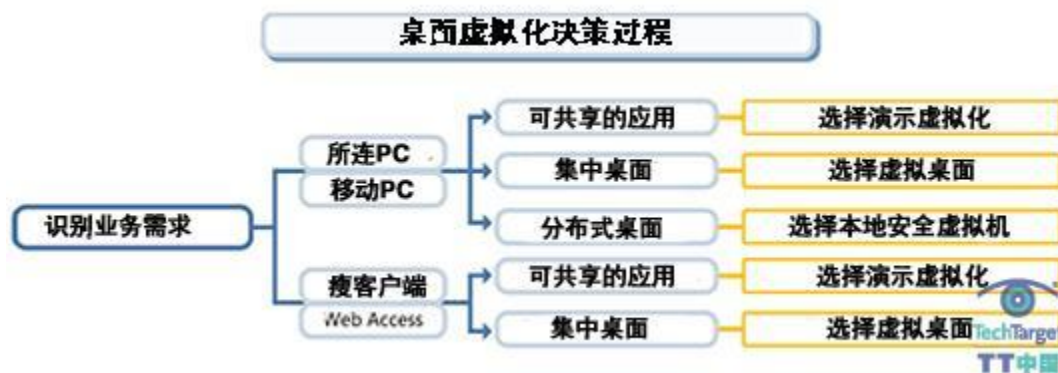 桌面虚拟化决策过程
可共享的应用
选择演示虚拟化
所连PC
集中桌面
选择虚拟桌面
移动PC
识别业务需求
分布式桌面
选择本地安全虚拟机
瘦客户端
可共享的应用
选择演示虚拟化
Web Access
集中桌面
选择虚拟桌面
TechTarget
TT中国